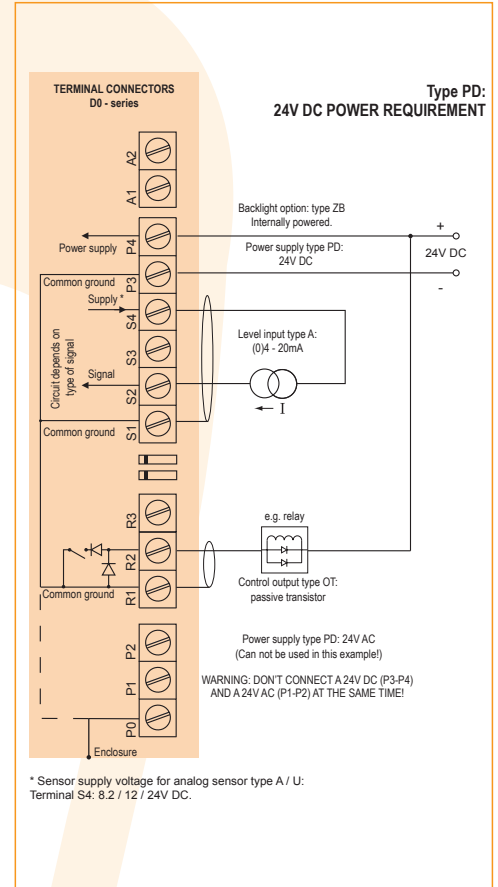 TERMINAL CONNECTORS
D0 - series
Type PD:
24V DC POWER REQUIREMENT
A2
A1
Backlight option: type ZB
Internally powered.
+
P4
Power supply
Power supply type PD:
24V DC
24V DC
-
P3
Common ground
Supply *
S4
Level input type A:
(0)4 - 20mA
S3
Circuit depends on
type of signal
Signal
S2
I
Common ground
S1
R3
e.g. relay
R2
Control output type OT:
passive transistor
Common ground
R1
P2
Power supply type PD: 24V AC
(Can not be used in this example!)
P1
WARNING: DON'T CONNECT A 24V DC (P3-P4)
AND A 24V AC (P1-P2) AT THE SAME TIME!
P0
Enclosure
* Sensor supply voltage for analog sensor type A / U:
Terminal S4: 8.2 / 12 / 24V DC.